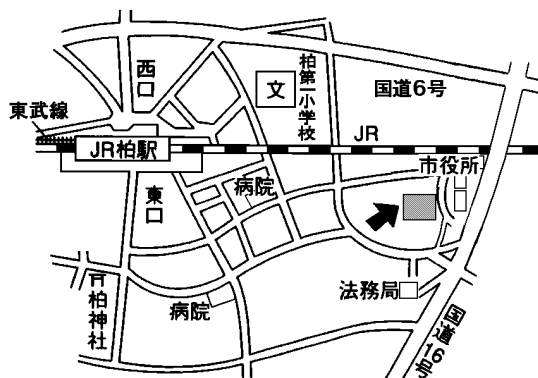 西口
文
柏第一小学校
国道6号
東武線
JR
JR柏駅
市役所
病院
東口
法務局
柏神社
病院
国道16号